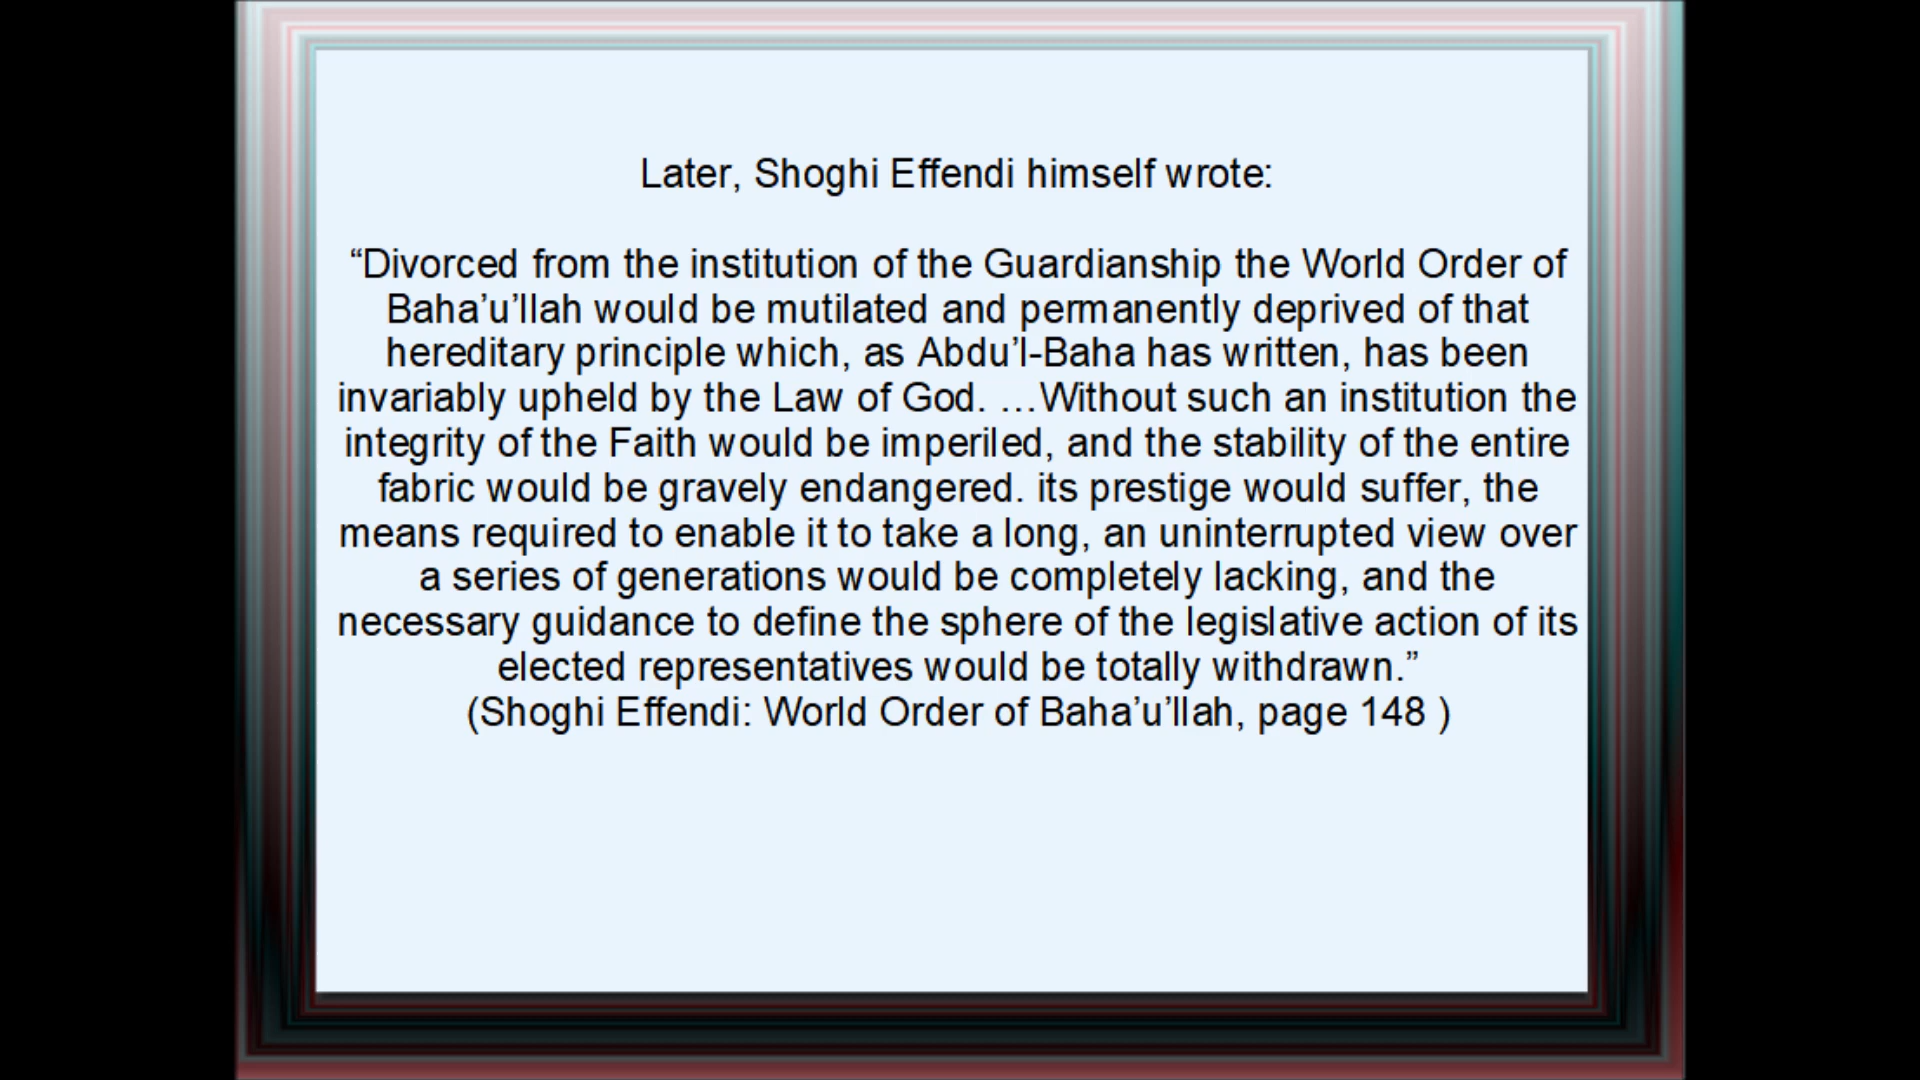 Later, Shoghi Effendi himself wrote:
“Divorced from the institution of the Guardianship the World Order of
Baha’u’llah would be mutilated and permanently deprived of that
hereditary principle which, as Abdu’l-Baha has written, has been
invariably upheld by the Law of God. …Without such an institution the
integrity of the Faith would be imperiled, and the stability of the entire
fabric would be gravely endangered. its prestige would suffer, the
means required to enable it to take a long, an uninterrupted view over
a series of generations would be completely lacking, and the
necessary guidance to define the sphere of the legislative action of its
elected representatives would be totally withdrawn.”
(Shoghi Effendi: World Order of Baha’u’llah, page 148 )